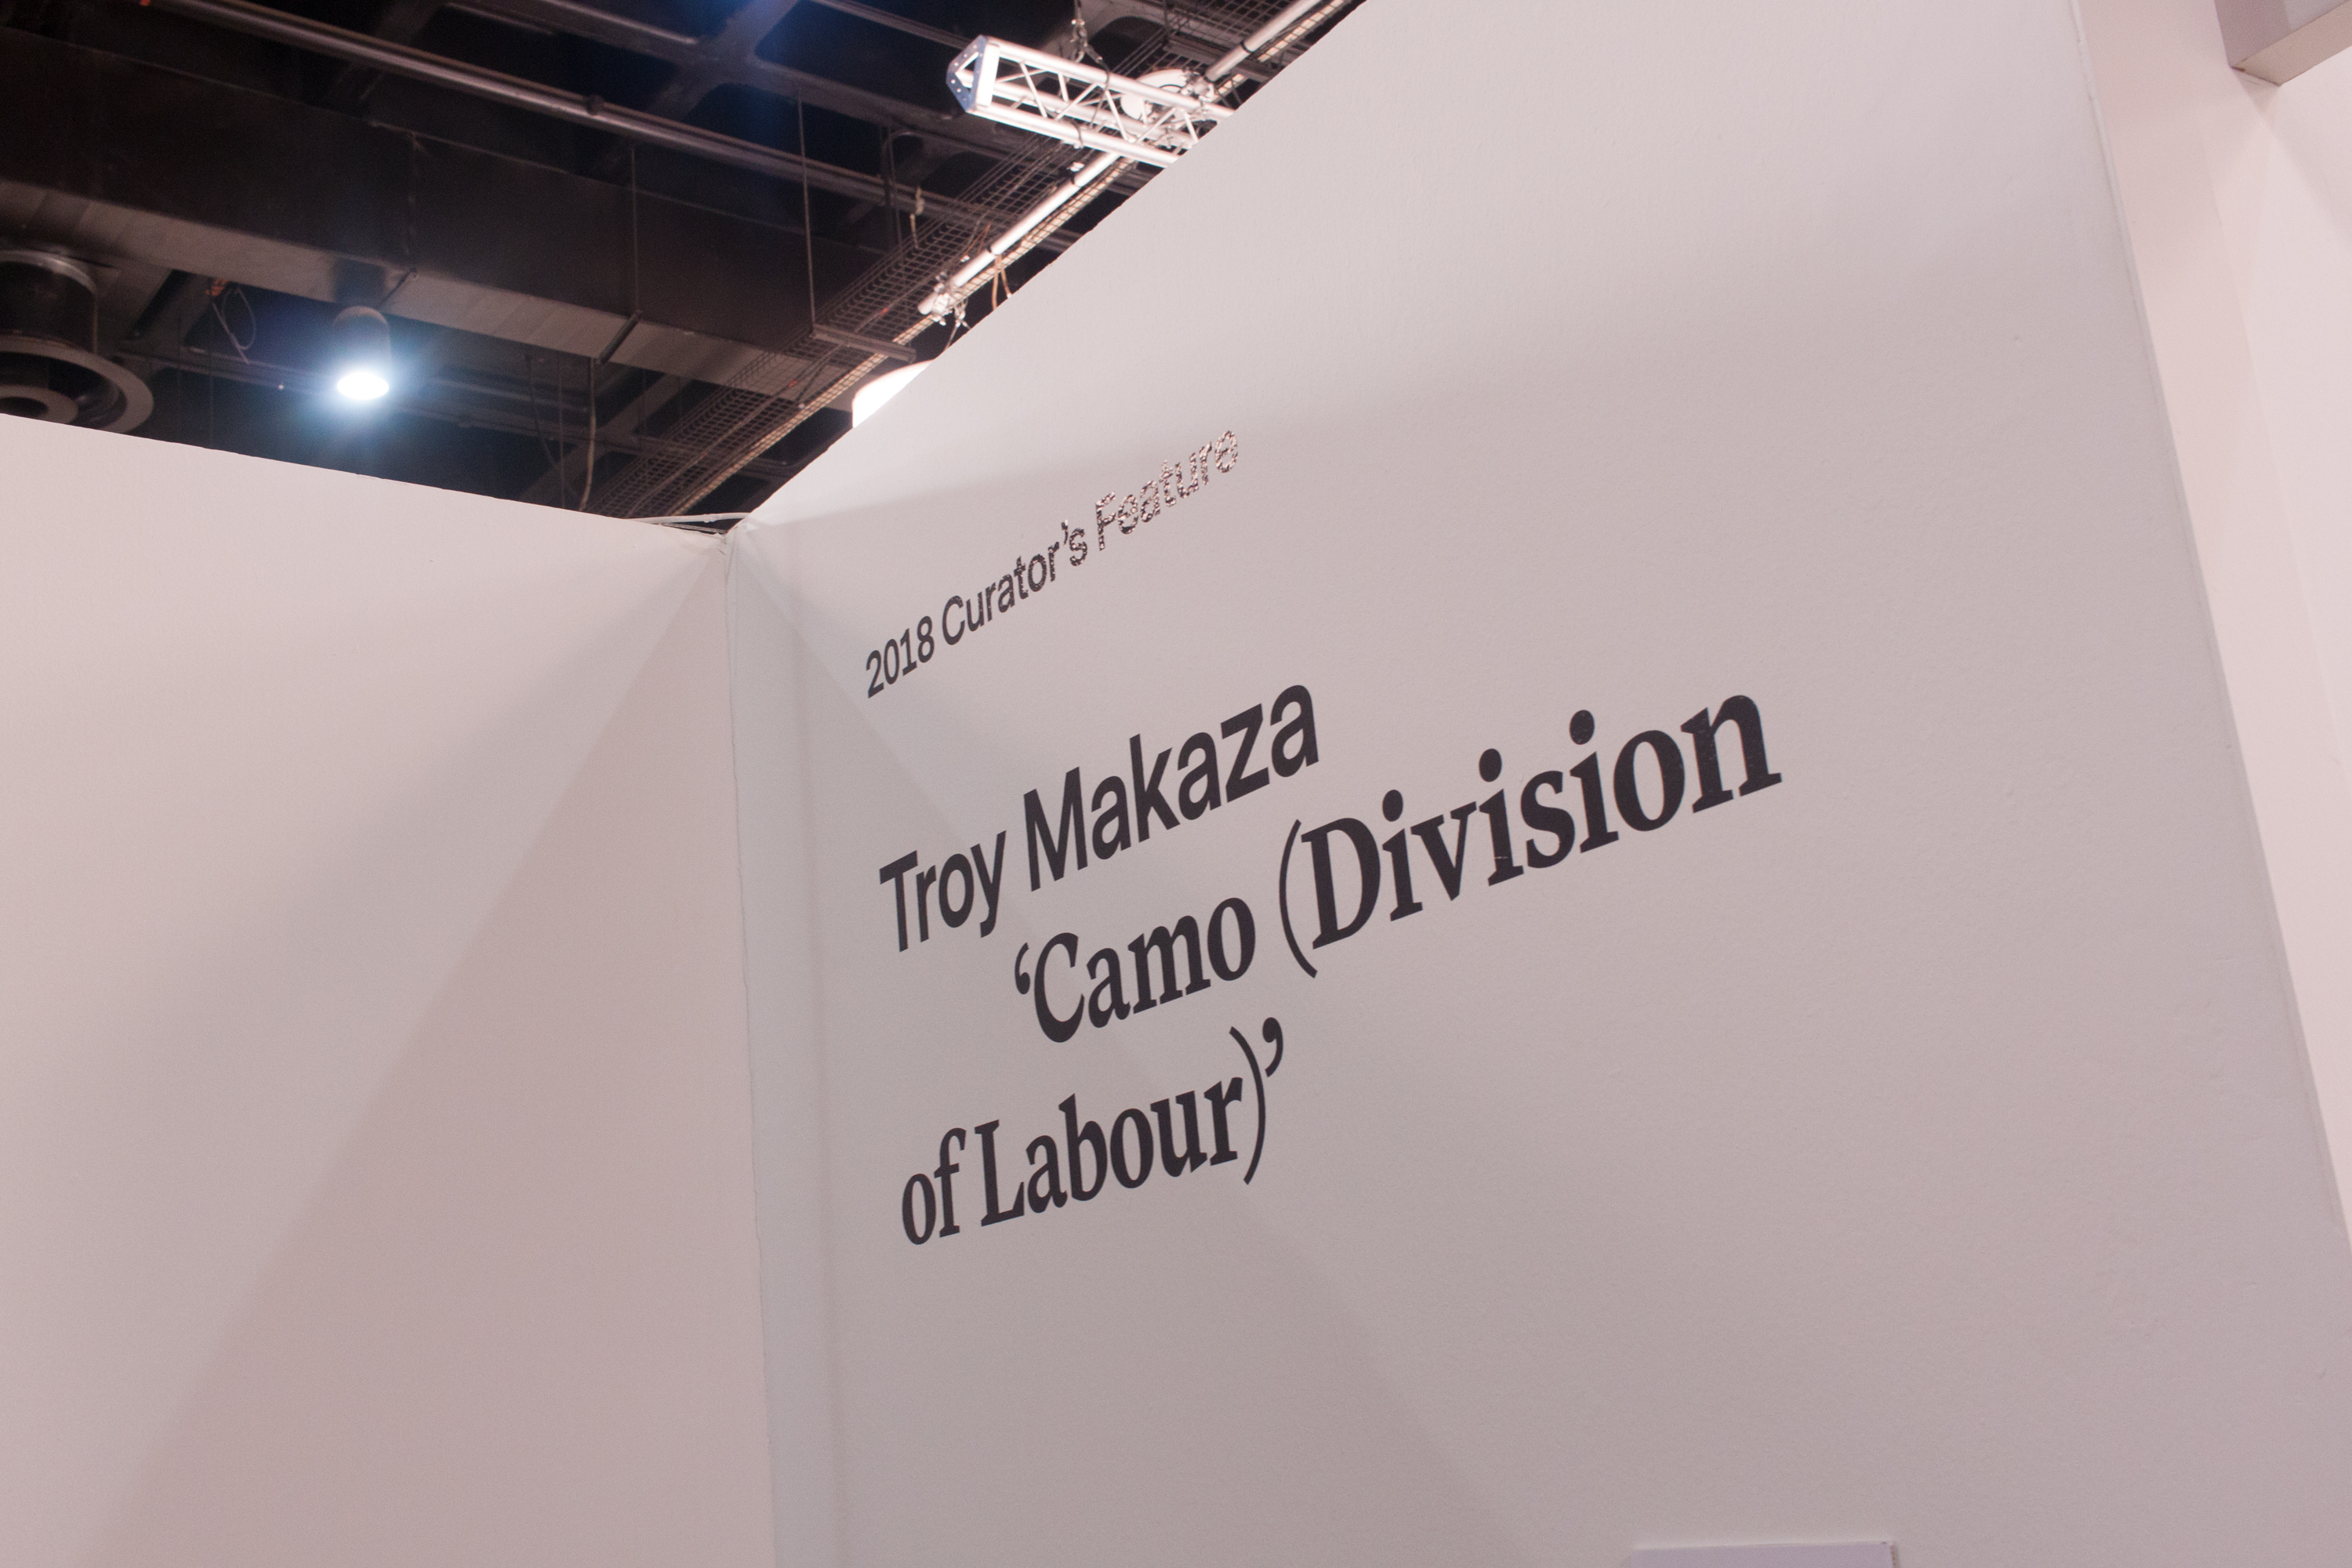 2018 Curator’s Feature
Troy Makaza
‘Camo (Division
of Labour)’